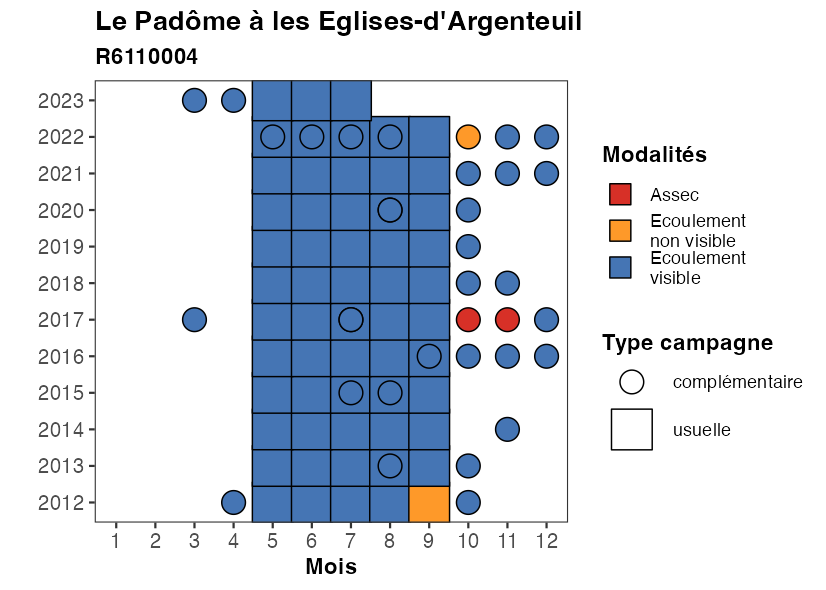 Le Padôme à les Eglises-d'Argenteuil
R6110004
2023
2022
2021
2020
2019
2018
2017
2016
2015
2014
2013
2012
1 2 3 4 5 6 7 8 9 10 11 12
Mois
Modalités
Assec
Ecoulement
non visible
Ecoulement
visible
Type campagne
complémentaire
usuelle